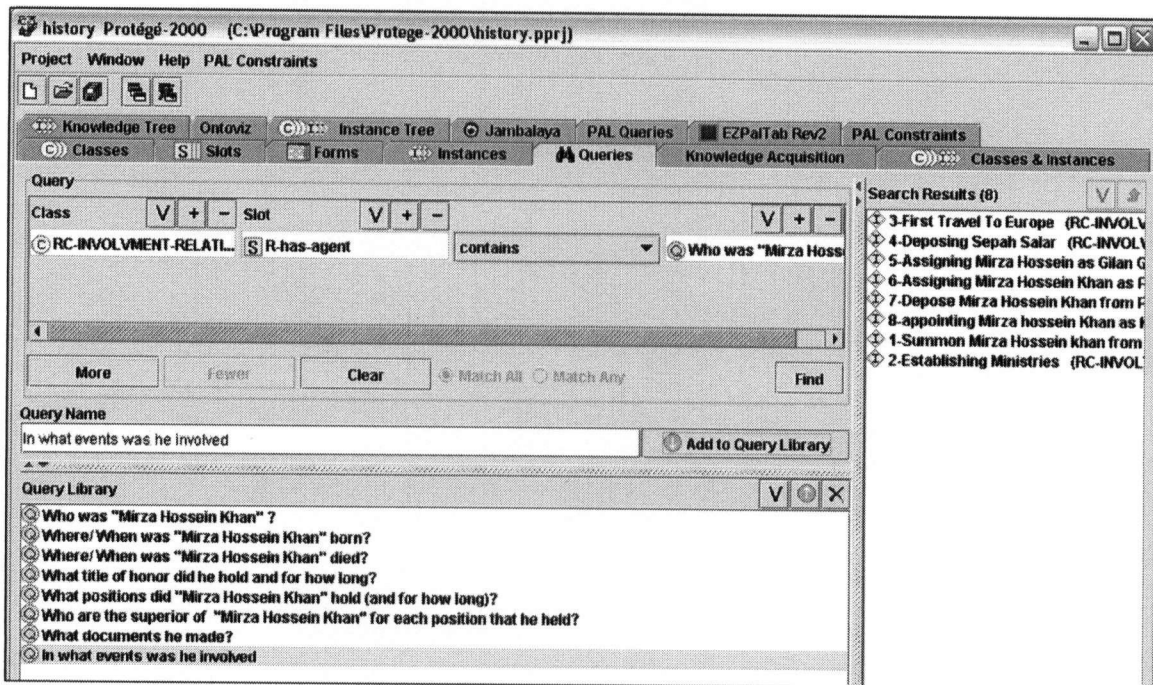 history Protégé-2000 (C:\Program Files\Protege-2000\history.pprj)
Project Window Help PAL Constraints
Knowledge Tree Ontoviz Instance Tree Jambalaya PAL Queries EZPalTab Rev2 PAL Constraints
Classes Slots Forms Instances Queries Knowledge Acquisition Classes & Instances
Query
Class V + - Slot V + - V + -
RC-INVOLVMENT-RELATI... R-has-agent contains Who was "Mirza Hoss
More Fewer Clear Match All Match Any Find
Query Name
In what events was he involved Add to Query Library
Query Library V
Who was "Mirza Hossein Khan" ?
Where/ When was "Mirza Hossein Khan" born?
Where/ When was "Mirza Hossein Khan" died?
What title of honor did he hold and for how long?
What positions did "Mirza Hossein Khan" hold (and for how long)?
Who are the superior of "Mirza Hossein Khan" for each position that he held?
What documents he made?
In what events was he involved
Search Results (8) V
3-First Travel To Europe (RC-INVOLV
4-Deposing Sepah Salar (RC-INVOLV
5-Assigning Mirza Hossein as Gilan G
6-Assigning Mirza Hossein Khan as
7-Depose Mirza Hossein Khan from
8-appointing Mirza hossein Khan as
1-Summon Mirza Hossein khan from
2-Establishing Ministries (RC-INVOL